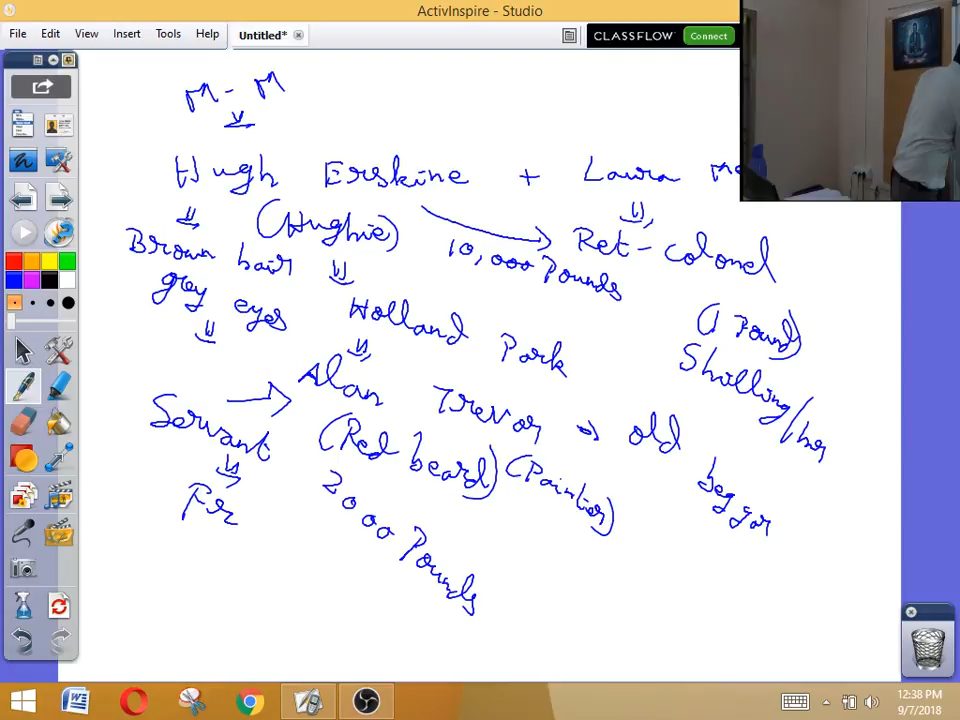 ActivInspire - Studio
File Edit View Insert Tools Help Untitled*
CLASSFLOW Connect
M - M
Hugh Erskine + Laura
(Hughie)
Ret-colonel
Brown hair
10,000 Pounds
grey eyes
Holland Park
(1 Pound)
Shilling/hr
Alan Trevor old beggar
Servant
(Red beard) (Painter)
2000 Pounds
12:38 PM
9/7/2018